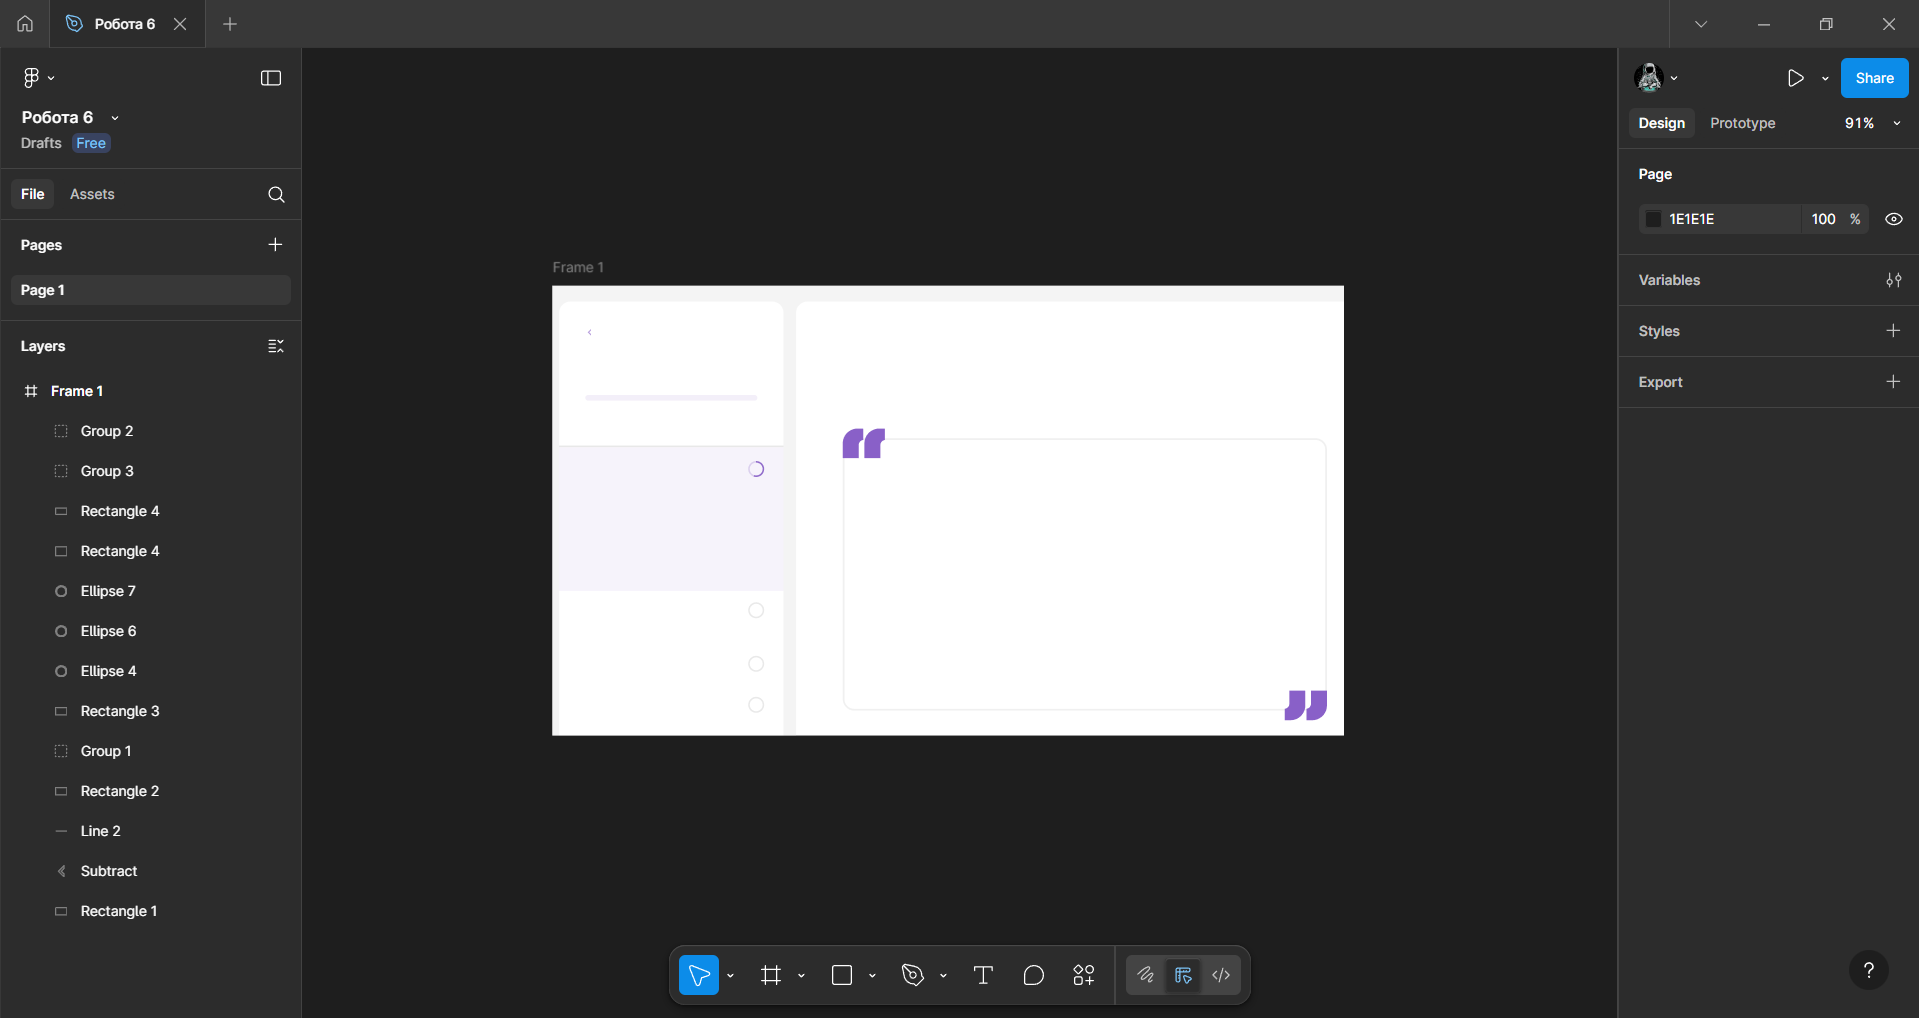 Робота 6
Робота 6
Drafts Free
File Assets
Pages
Page 1
Layers
Frame 1
Group 2
Group 3
Rectangle 4
Rectangle 4
Ellipse 7
Ellipse 6
Ellipse 4
Rectangle 3
Group 1
Rectangle 2
Line 2
Subtract
Rectangle 1
Frame 1
Share
Design Prototype 91%
Page
1E1E1E 100 %
Variables
Styles
Export
?